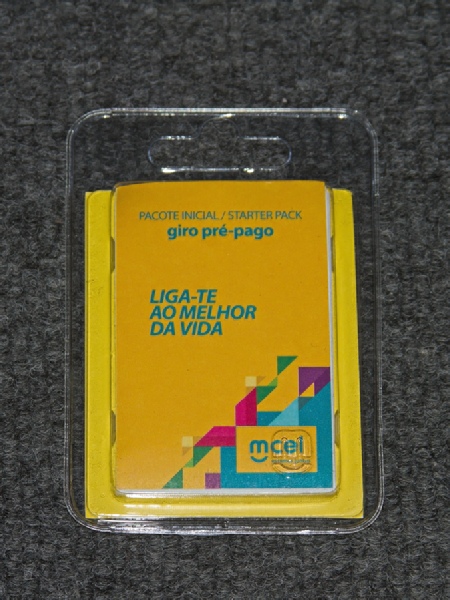 PACOTE INICIAL / STARTER PACK
giro pré-pago
LIGA-TE
AO MELHOR
DA VIDA
mcel